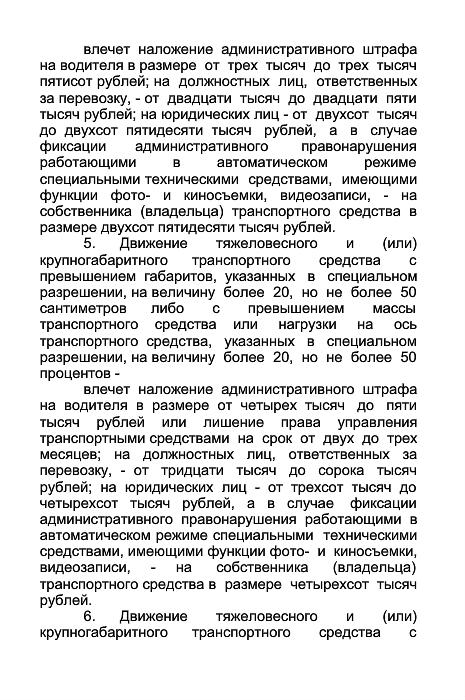 влечет наложение административного штрафа
на водителя в размере от трех тысяч до трех тысяч
пятисот рублей; на должностных лиц, ответственных
за перевозку, - от двадцати тысяч до двадцати пяти
тысяч рублей; на юридических лиц - от двухсот тысяч
до двухсот пятидесяти тысяч рублей, а в случае
фиксации административного правонарушения
работающими в автоматическом режиме
специальными техническими средствами, имеющими
функции фото- и киносъемки, видеозаписи, - на
собственника (владельца) транспортного средства в
размере двухсот пятидесяти тысяч рублей.
5. Движение тяжеловесного и (или)
крупногабаритного транспортного средства с
превышением габаритов, указанных в специальном
разрешении, на величину более 20, но не более 50
сантиметров либо с превышением массы
транспортного средства или нагрузки на ось
транспортного средства, указанных в специальном
разрешении, на величину более 20, но не более 50
процентов -
влечет наложение административного штрафа
на водителя в размере от четырех тысяч до пяти
тысяч рублей или лишение права управления
транспортными средствами на срок от двух до трех
месяцев; на должностных лиц, ответственных за
перевозку, - от тридцати тысяч до сорока тысяч
рублей; на юридических лиц - от трехсот тысяч до
четырехсот тысяч рублей, а в случае фиксации
административного правонарушения работающими в
автоматическом режиме специальными техническими
средствами, имеющими функции фото- и киносъемки,
видеозаписи, - на собственника (владельца)
транспортного средства в размере четырехсот тысяч
рублей.
6. Движение тяжеловесного и (или)
крупногабаритного транспортного средства с